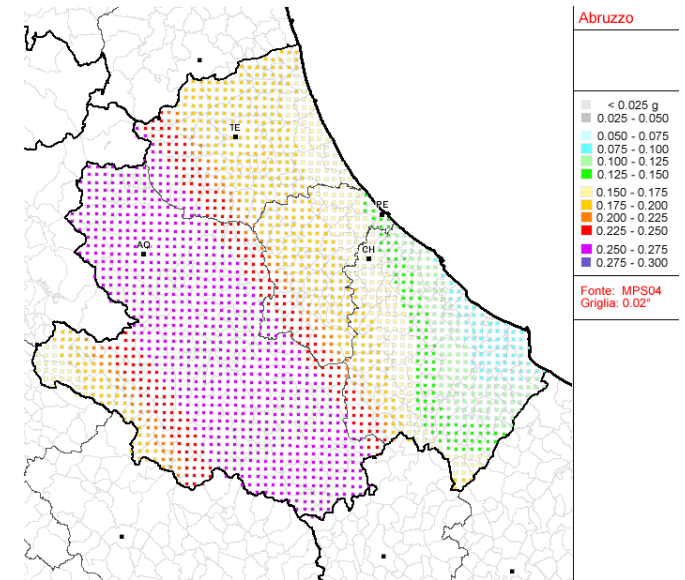 Abruzzo
< 0.025 g
0.025 - 0.050
0.050 - 0.075
0.075 - 0.100
0.100 - 0.125
0.125 - 0.150
0.150 - 0.175
0.175 - 0.200
0.200 - 0.225
0.225 - 0.250
0.250 - 0.275
0.275 - 0.300
Fonte: MPS04
Griglia: 0.02°
TE
PE
AQ
CH